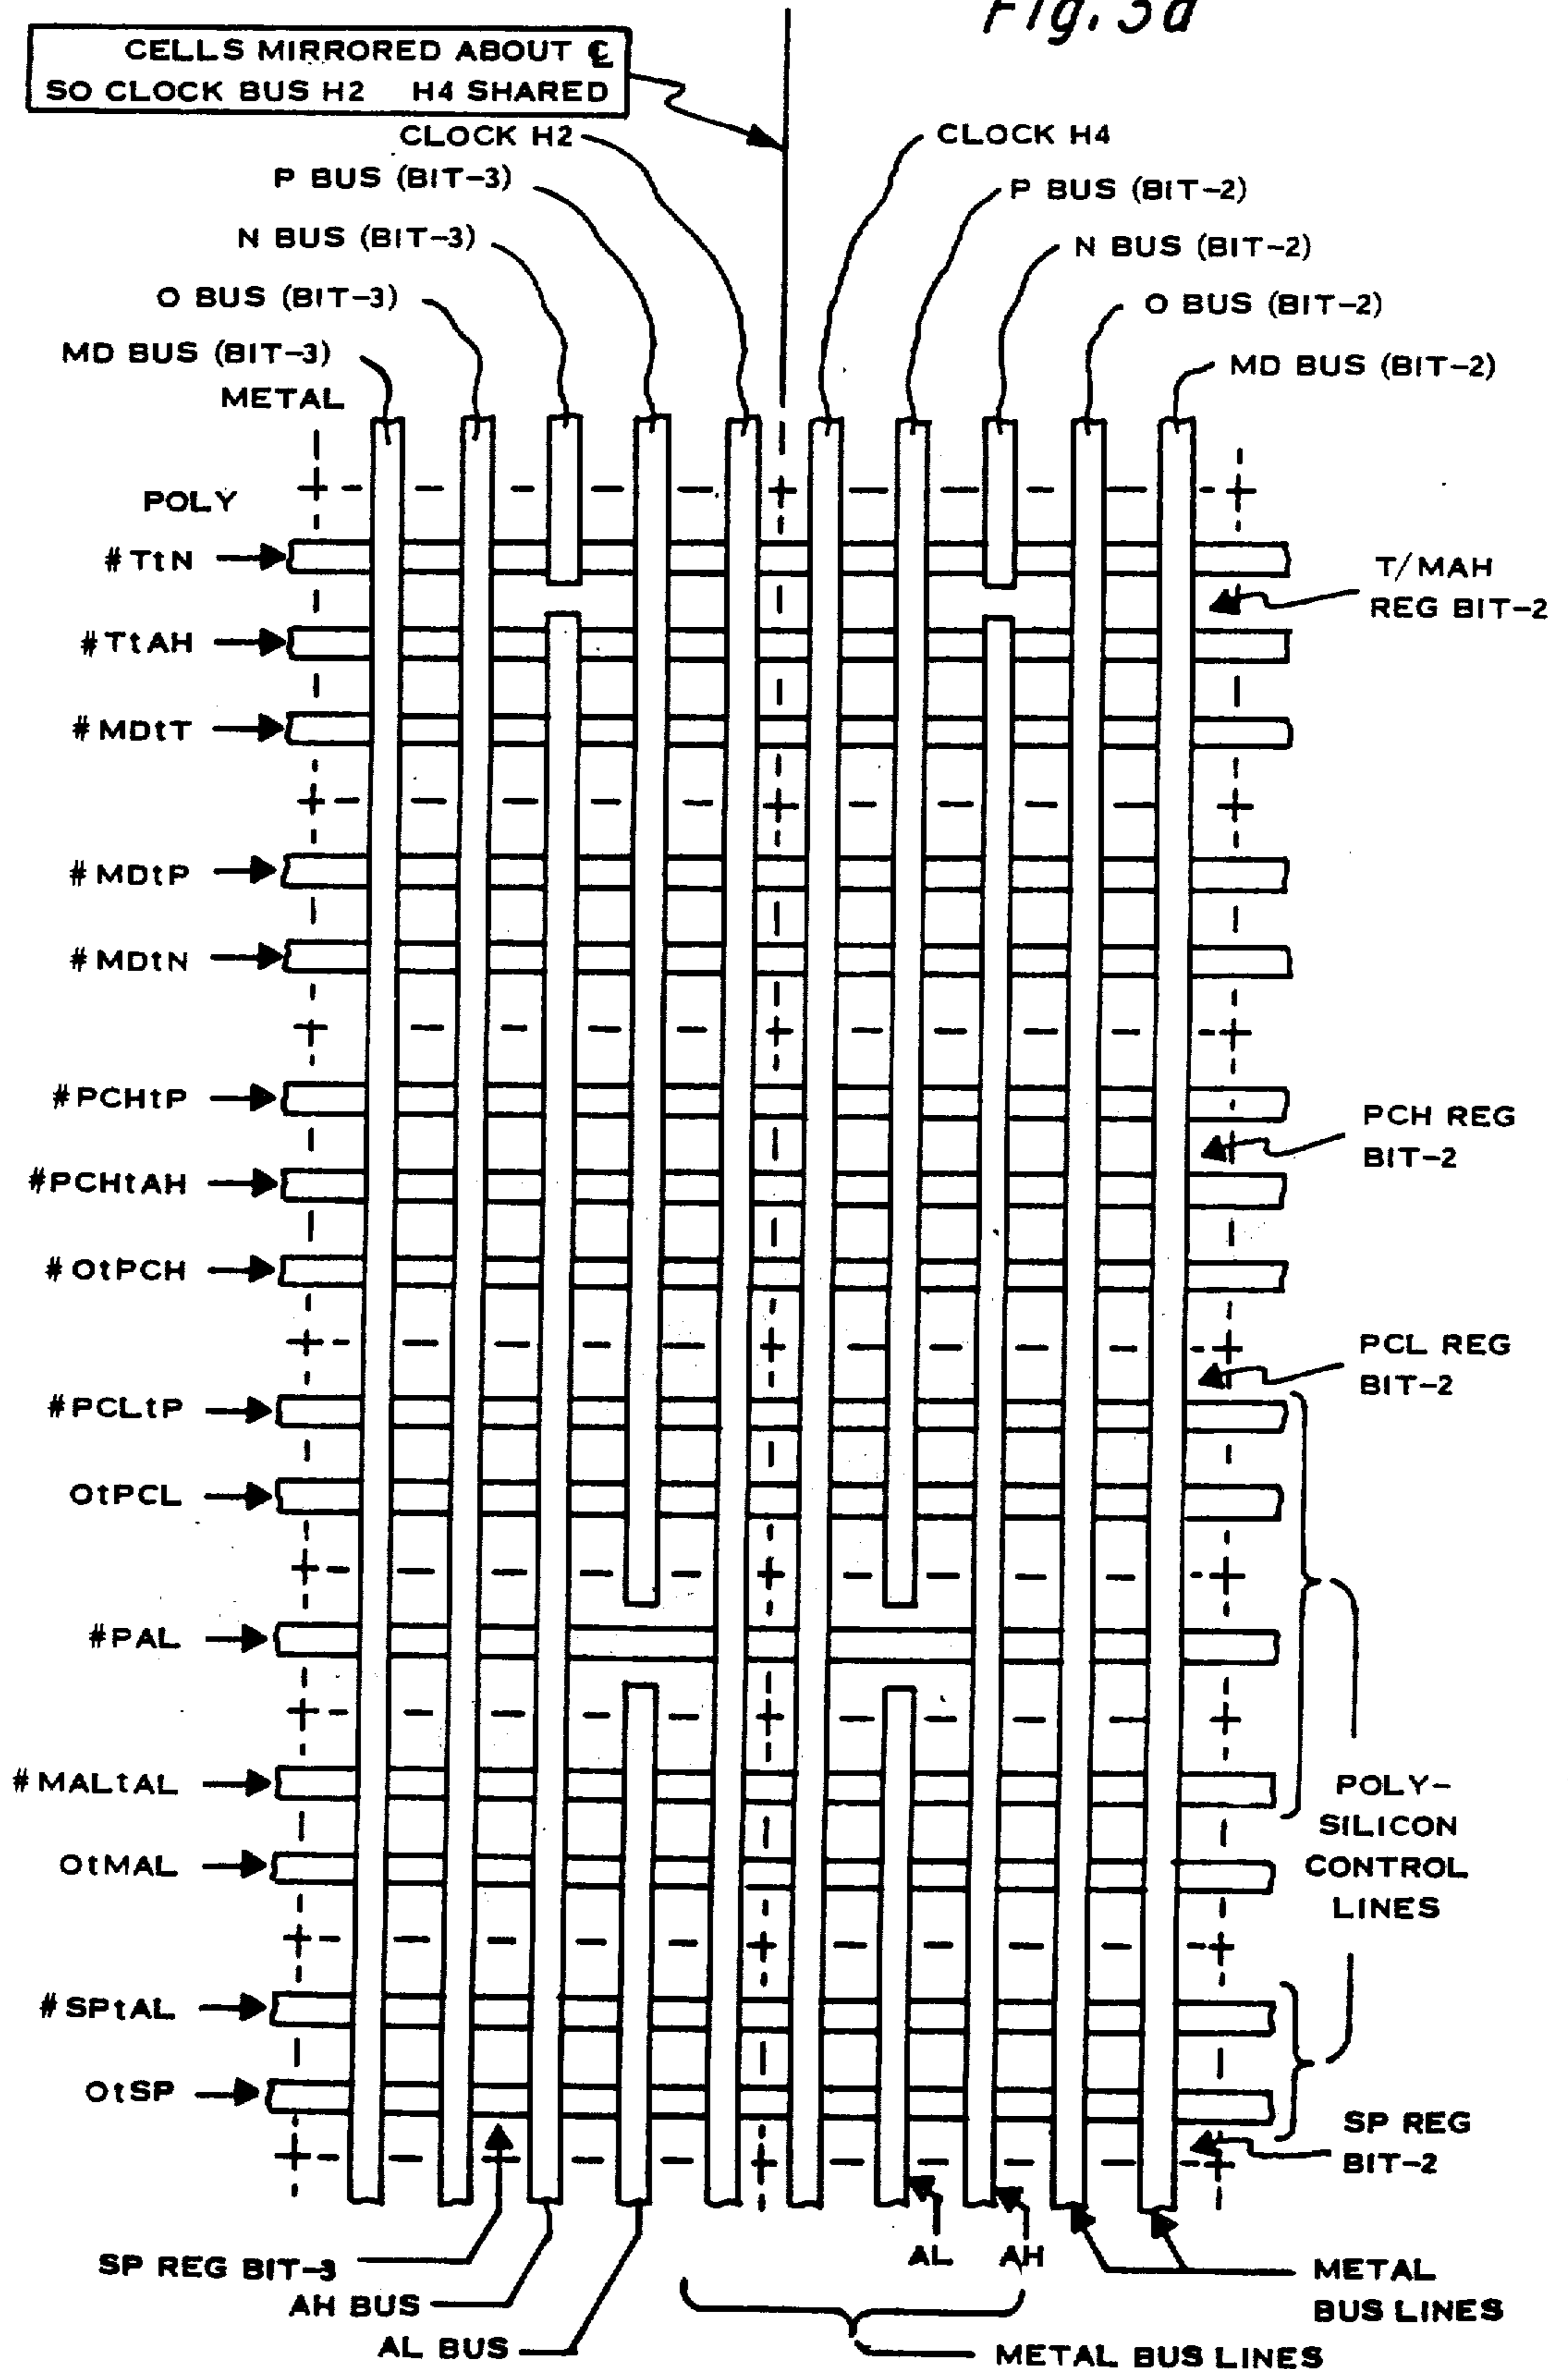 Fig. 3a
CELLS MIRRORED ABOUT ℄
SO CLOCK BUS H2 H4 SHARED
CLOCK H2
CLOCK H4
P BUS (BIT-3)
P BUS (BIT-2)
N BUS (BIT-3)
N BUS (BIT-2)
O BUS (BIT-3)
O BUS (BIT-2)
MD BUS (BIT-3)
MD BUS (BIT-2)
METAL
POLY
#TtN
T/MAH
REG BIT-2
#TtAH
#MDtT
#MDtP
#MDtN
#PCHtP
PCH REG
BIT-2
#PCHtAH
#OtPCH
PCL REG
BIT-2
#PCLtP
OtPCL
#PAL
#MALtAL
POLY-
SILICON
CONTROL
LINES
OtMAL
#SPtAL
OtSP
SP REG
BIT-2
SP REG BIT-3
AL
AH
METAL
BUS LINES
AH BUS
AL BUS
METAL BUS LINES